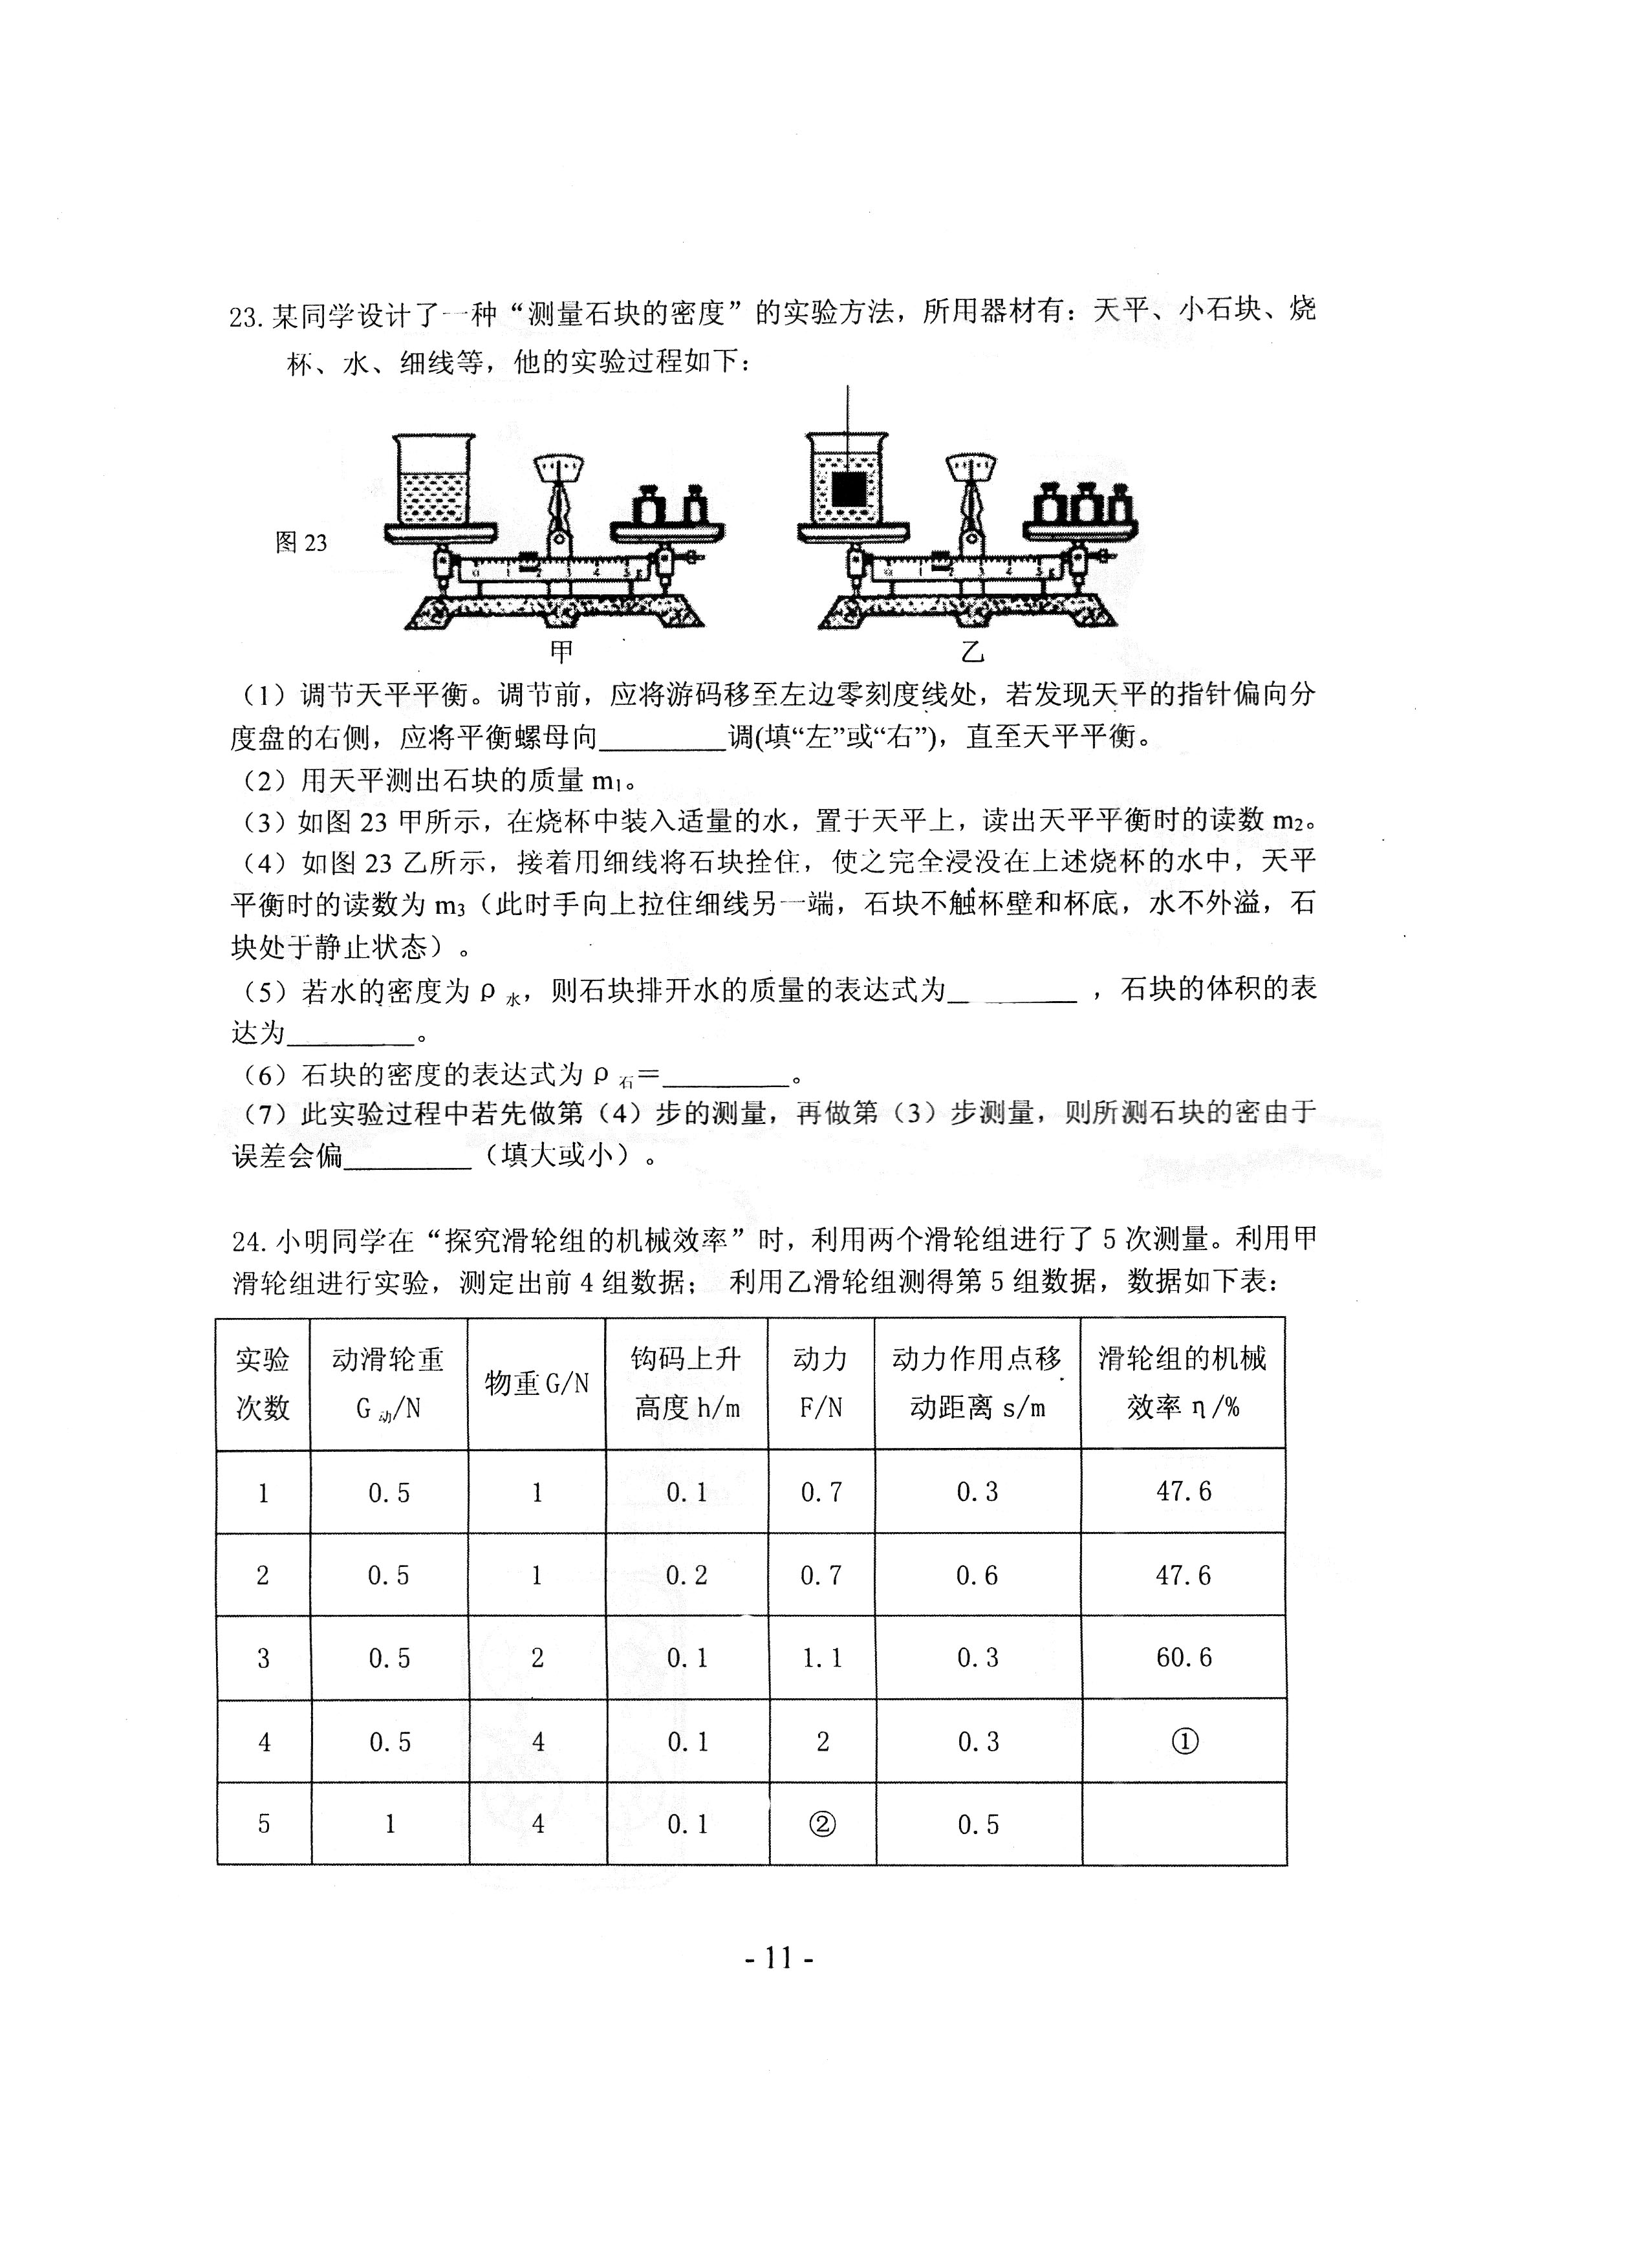 23. 某同学设计了一种“测量石块的密度”的实验方法，所用器材有：天平、小石块、烧
杯、水、细线等，他的实验过程如下：
图 23
0 1 2 3 4 5 g
0 1 2 3 4 5 g
甲
乙
（1）调节天平平衡。调节前，应将游码移至左边零刻度线处，若发现天平的指针偏向分
度盘的右侧，应将平衡螺母向_________调(填“左”或“右”)，直至天平平衡。
（2）用天平测出石块的质量 m₁。
（3）如图 23 甲所示，在烧杯中装入适量的水，置于天平上，读出天平平衡时的读数 m₂。
（4）如图 23 乙所示，接着用细线将石块拴住，使之完全浸没在上述烧杯的水中，天平
平衡时的读数为 m₃（此时手向上拉住细线另一端，石块不触杯壁和杯底，水不外溢，石
块处于静止状态）。
（5）若水的密度为 ρ水，则石块排开水的质量的表达式为_ _______ ，石块的体积的表
达为_________。
（6）石块的密度的表达式为 ρ石＝_________。
（7）此实验过程中若先做第（4）步的测量，再做第（3）步测量，则所测石块的密由于
误差会偏_________（填大或小）。
24. 小明同学在“探究滑轮组的机械效率”时，利用两个滑轮组进行了 5 次测量。利用甲
滑轮组进行实验，测定出前 4 组数据； 利用乙滑轮组测得第 5 组数据，数据如下表：
实验次数 动滑轮重 G动/N 物重 G/N 钩码上升高度 h/m 动力 F/N 动力作用点移动距离 s/m 滑轮组的机械效率 η/%
1 0.5 1 0.1 0.7 0.3 47.6
2 0.5 1 0.2 0.7 0.6 47.6
3 0.5 2 0.1 1.1 0.3 60.6
4 0.5 4 0.1 2 0.3 ①
5 1 4 0.1 ② 0.5
- 11 -